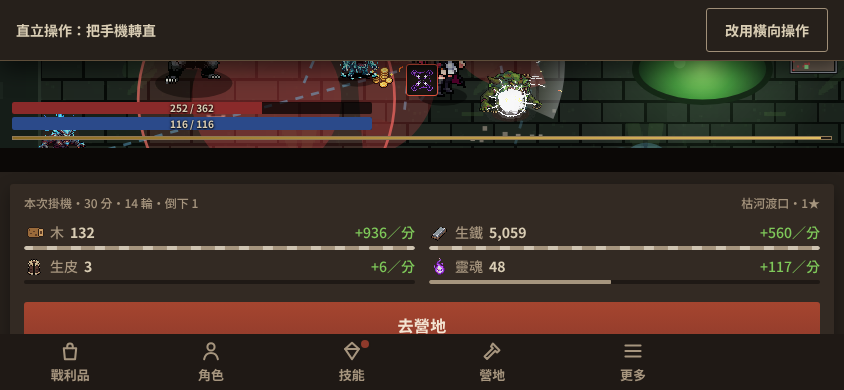 直立操作：把手機轉直
改用橫向操作
252 / 362
116 / 116
本次掛機・30 分・14 輪・倒下 1
枯河渡口・1★
木 132
+936／分
生鐵 5,059
+560／分
生皮 3
+6／分
靈魂 48
+117／分
去營地
戰利品
角色
技能
營地
更多